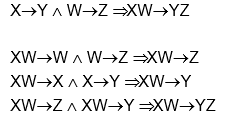 X→Y ∧ W→Z ⇒XW→YZ
XW→W ∧ W→Z ⇒XW→Z
XW→X ∧ X→Y ⇒XW→Y
XW→Z ∧ XW→Y ⇒XW→YZ